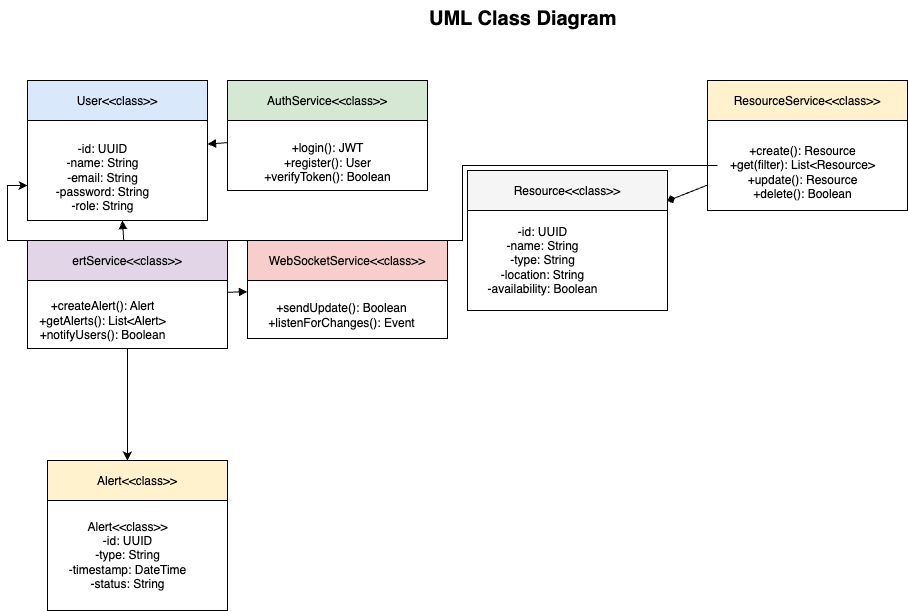 UML Class Diagram
User<<class>>
-id: UUID
-name: String
-email: String
-password: String
-role: String
AuthService<<class>>
+login(): JWT
+register(): User
+verifyToken(): Boolean
ResourceService<<class>>
+create(): Resource
+get(filter): List<Resource>
+update(): Resource
+delete(): Boolean
Resource<<class>>
-id: UUID
-name: String
-type: String
-location: String
-availability: Boolean
ertService<<class>>
+createAlert(): Alert
+getAlerts(): List<Alert>
+notifyUsers(): Boolean
WebSocketService<<class>>
+sendUpdate(): Boolean
+listenForChanges(): Event
Alert<<class>>
Alert<<class>>
-id: UUID
-type: String
-timestamp: DateTime
-status: String